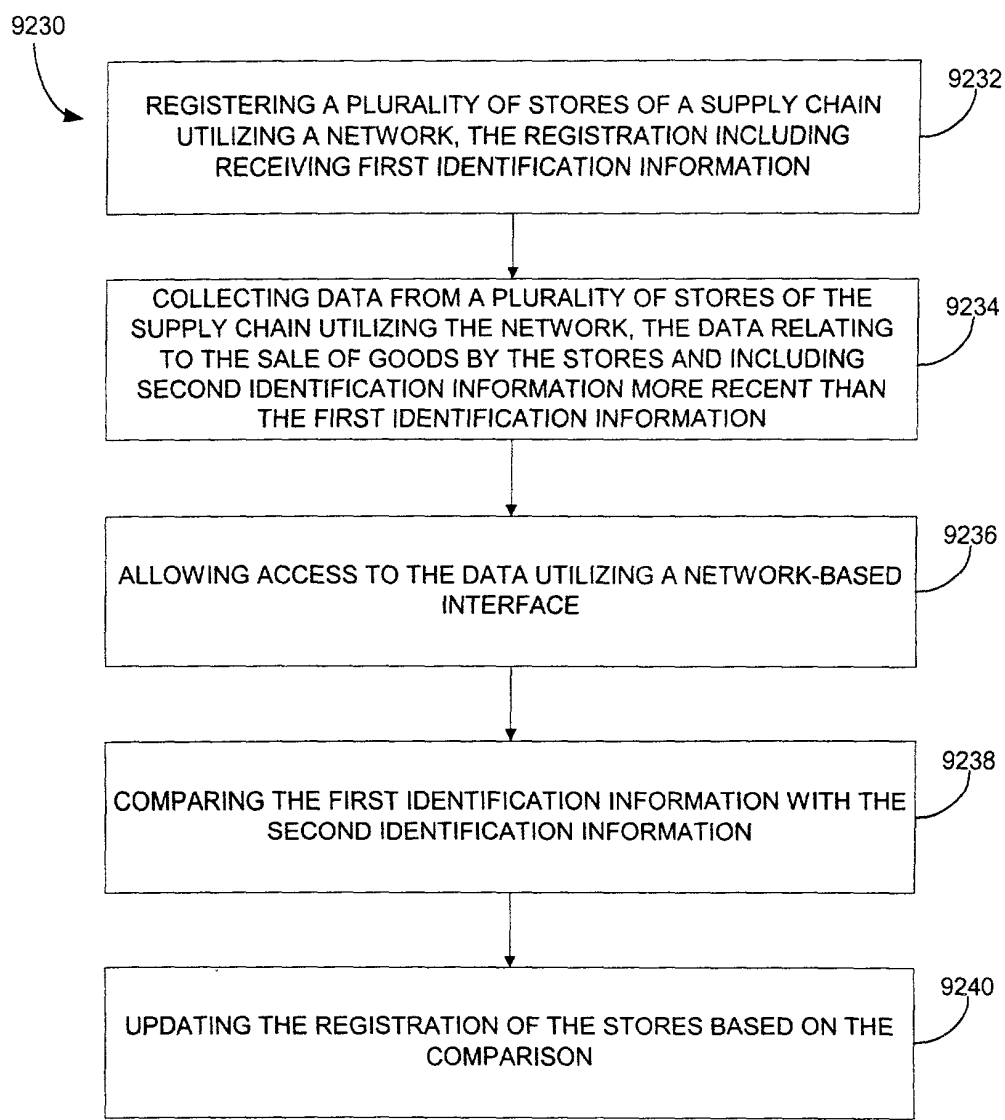 9230
9232
REGISTERING A PLURALITY OF STORES OF A SUPPLY CHAIN
UTILIZING A NETWORK, THE REGISTRATION INCLUDING
RECEIVING FIRST IDENTIFICATION INFORMATION
9234
COLLECTING DATA FROM A PLURALITY OF STORES OF THE
SUPPLY CHAIN UTILIZING THE NETWORK, THE DATA RELATING
TO THE SALE OF GOODS BY THE STORES AND INCLUDING
SECOND IDENTIFICATION INFORMATION MORE RECENT THAN
THE FIRST IDENTIFICATION INFORMATION
9236
ALLOWING ACCESS TO THE DATA UTILIZING A NETWORK-BASED
INTERFACE
9238
COMPARING THE FIRST IDENTIFICATION INFORMATION WITH THE
SECOND IDENTIFICATION INFORMATION
9240
UPDATING THE REGISTRATION OF THE STORES BASED ON THE
COMPARISON